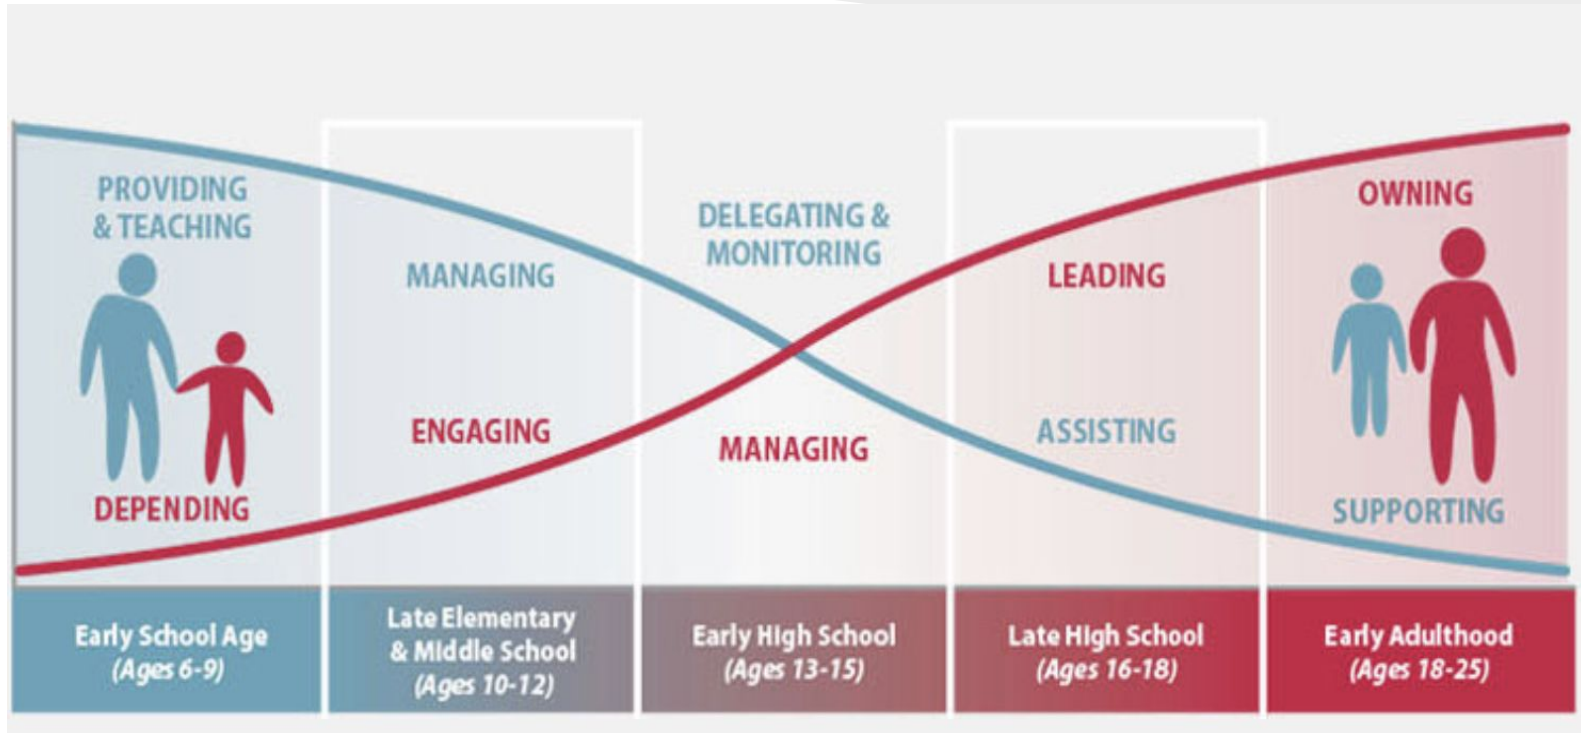 PROVIDING
& TEACHING
DEPENDING
MANAGING
ENGAGING
DELEGATING &
MONITORING
MANAGING
LEADING
ASSISTING
OWNING
SUPPORTING
Early School Age
(Ages 6-9)
Late Elementary
& Middle School
(Ages 10-12)
Early High School
(Ages 13-15)
Late High School
(Ages 16-18)
Early Adulthood
(Ages 18-25)